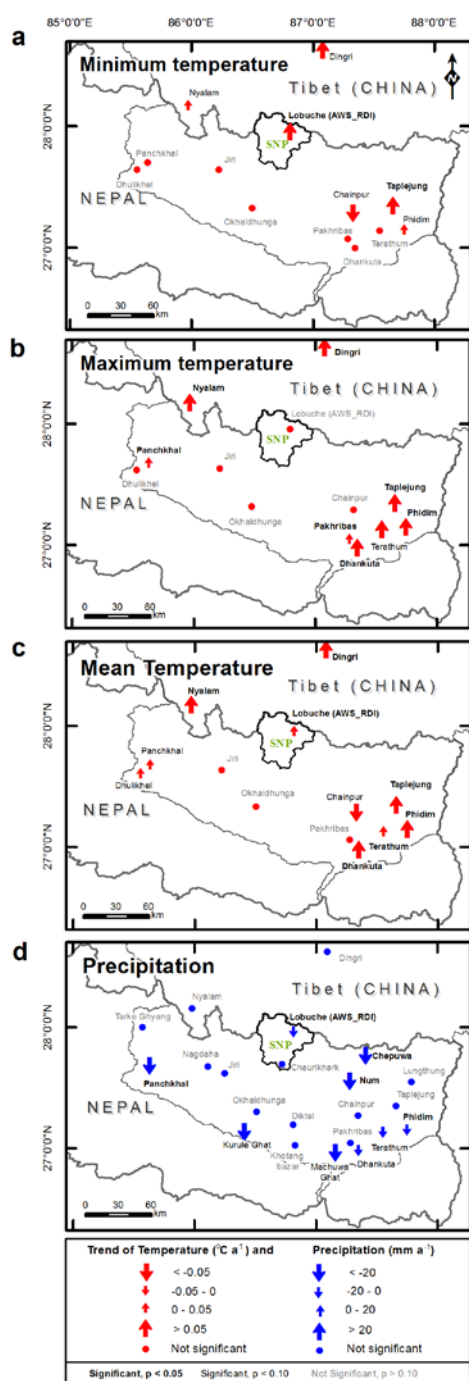 85°0'0"E
86°0'0"E
87°0'0"E
88°0'0"E
a
Minimum temperature
Dingri
Tibet (CHINA)
N
Nyalam
Lobuche (AWS_RDI)
SNP
28°0'0"N
Panchkhal
Jiri
Dhulikhel
NEPAL
Okhaldhunga
Chainpur
Taplejung
Phidim
Pakhribas
Terathum
Dhankuta
27°0'0"N
0 30 60
km
b
Maximum temperature
Dingri
Tibet (CHINA)
Nyalam
Lobuche (AWS_RDI)
SNP
28°0'0"N
Panchkhal
Jiri
Dhulikhel
NEPAL
Okhaldhunga
Chainpur
Taplejung
Phidim
Pakhribas
Terathum
Dhankuta
27°0'0"N
0 30 60
km
c
Mean Temperature
Dingri
Tibet (CHINA)
Nyalam
Lobuche (AWS_RDI)
SNP
28°0'0"N
Panchkhal
Jiri
Dhulikhel
NEPAL
Okhaldhunga
Chainpur
Taplejung
Phidim
Pakhribas
Terathum
Dhankuta
27°0'0"N
0 30 60
km
d
Precipitation
Dingri
Tibet (CHINA)
Nyalam
Tarke Ghyang
Lobuche (AWS_RDI)
SNP
28°0'0"N
Chepuwa
Nagdaha
Jiri
Chaurikhark
Lungthung
Panchkhal
Num
Taplejung
NEPAL
Okhaldhunga
Diktel
Chainpur
Phidim
Kurule Ghat
Pakhribas
Terathum
Khotang
bazar
Machuwa
Ghat
Dhankuta
27°0'0"N
0 30 60
km
Trend of Temperature (°C a⁻¹) and
Precipitation (mm a⁻¹)
< -0.05
< -20
-0.05 - 0
-20 - 0
0 - 0.05
0 - 20
> 0.05
> 20
Not significant
Not significant
Significant, p < 0.05 Significant, p < 0.10 Not Significant, p > 0.10